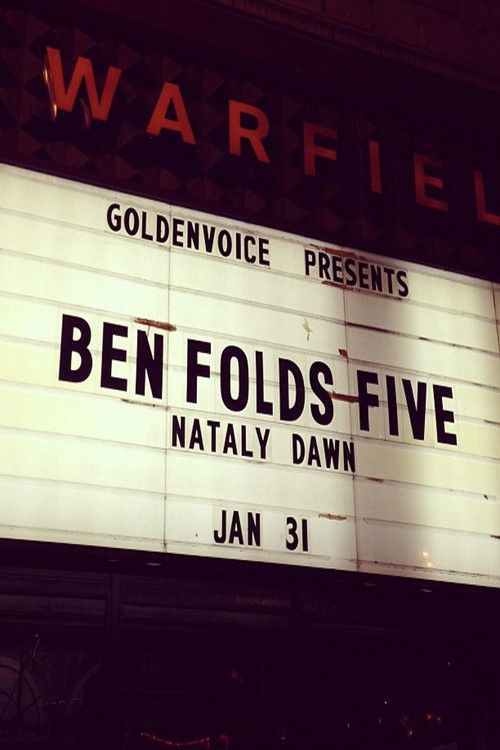 WARFIEL
GOLDENVOICE PRESENTS
BEN FOLDS FIVE
NATALY DAWN
JAN 31